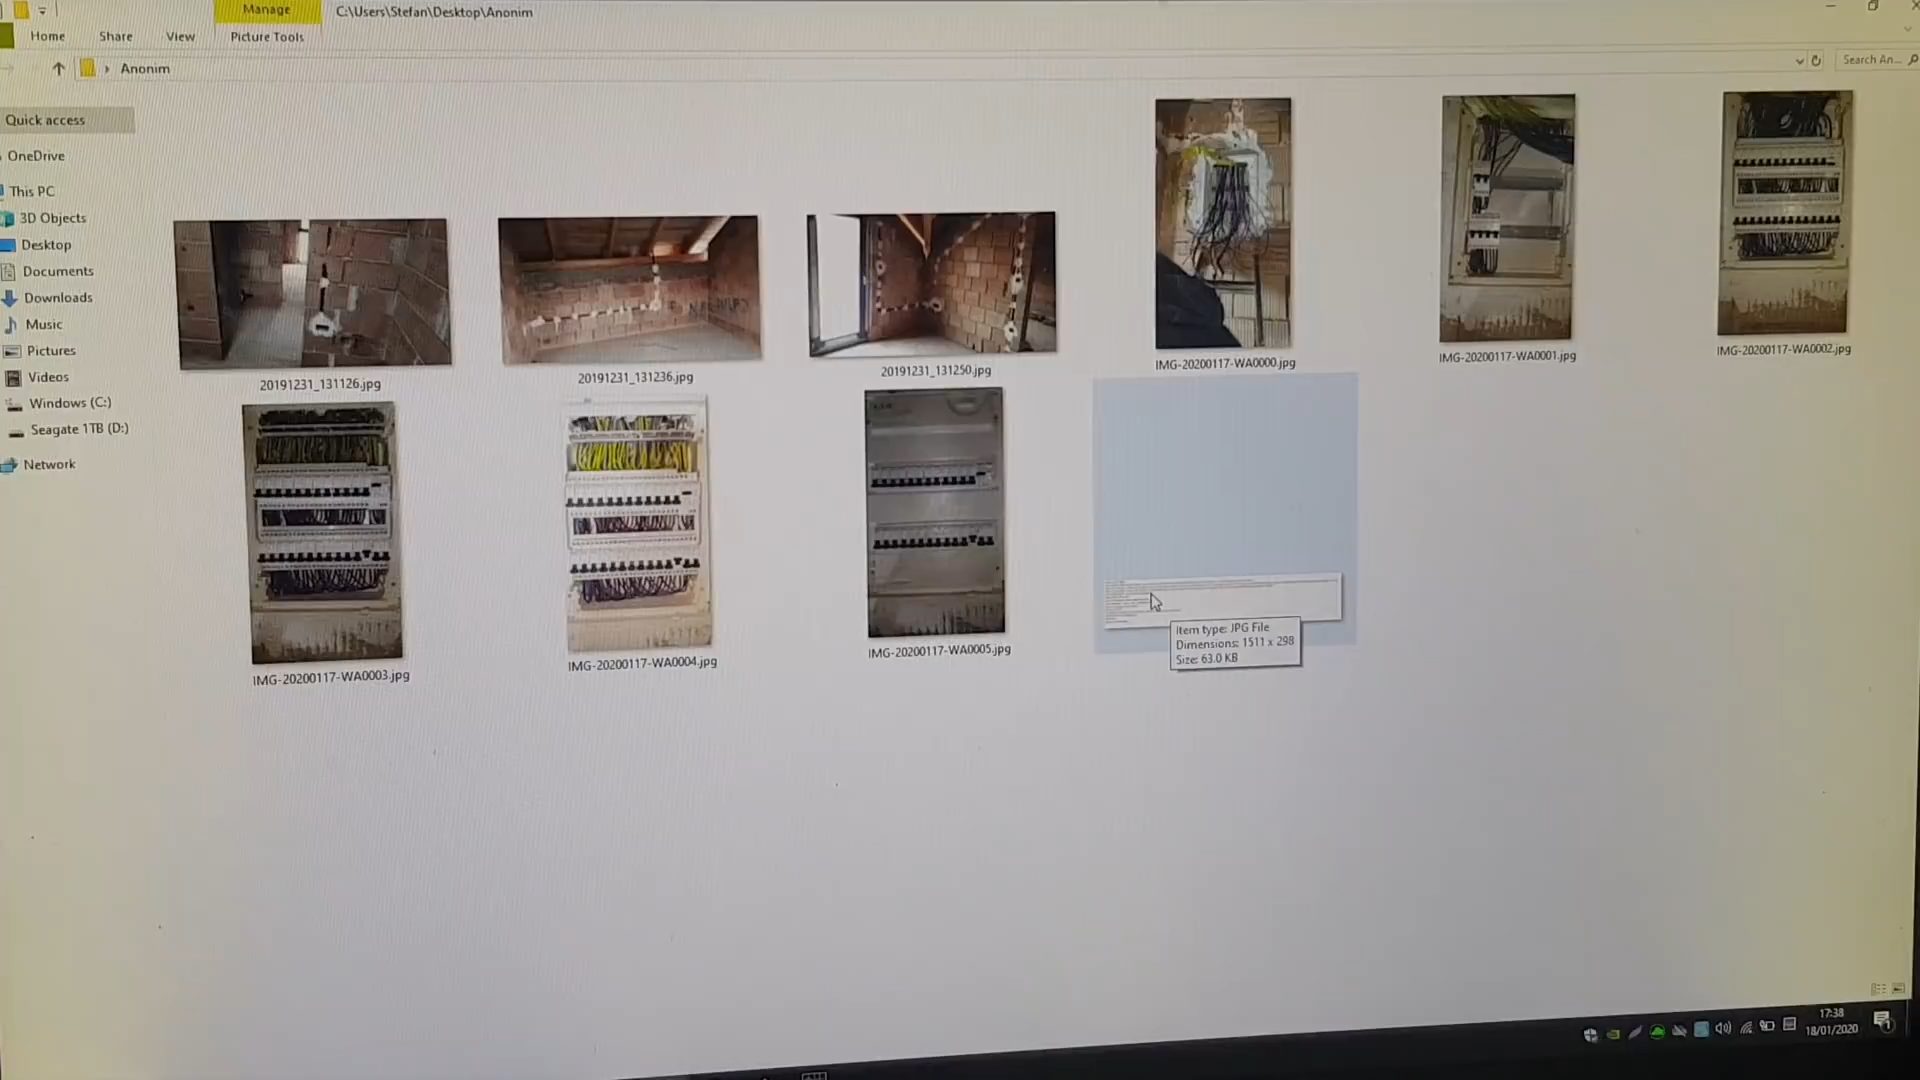 Manage
C:\Users\Stefan\Desktop\Anonim
Home
Share
View
Picture Tools
Anonim
Search An...
Quick access
OneDrive
This PC
3D Objects
Desktop
Documents
Downloads
Music
Pictures
Videos
Windows (C:)
Seagate 1TB (D:)
Network
20191231_131126.jpg
20191231_131236.jpg
20191231_131250.jpg
IMG-20200117-WA0000.jpg
IMG-20200117-WA0001.jpg
IMG-20200117-WA0002.jpg
IMG-20200117-WA0003.jpg
IMG-20200117-WA0004.jpg
IMG-20200117-WA0005.jpg
Item type: JPG File
Dimensions: 1511 x 298
Size: 63.0 KB
17:38
18/01/2020
1